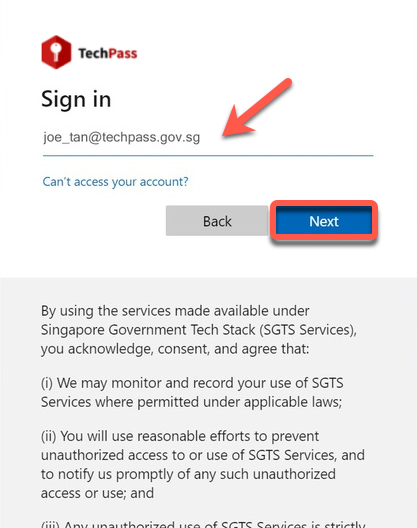 TechPass
Sign in
joe_tan@techpass.gov.sg
Can't access your account?
Back
Next
By using the services made available under
Singapore Government Tech Stack (SGTS Services),
you acknowledge, consent, and agree that:
(i) We may monitor and record your use of SGTS
Services where permitted under applicable laws;
(ii) You will use reasonable efforts to prevent
unauthorized access to or use of SGTS Services, and
to notify us promptly of any such unauthorized
access or use; and
(iii) Any unauthorized use of SGTS Services is strictly